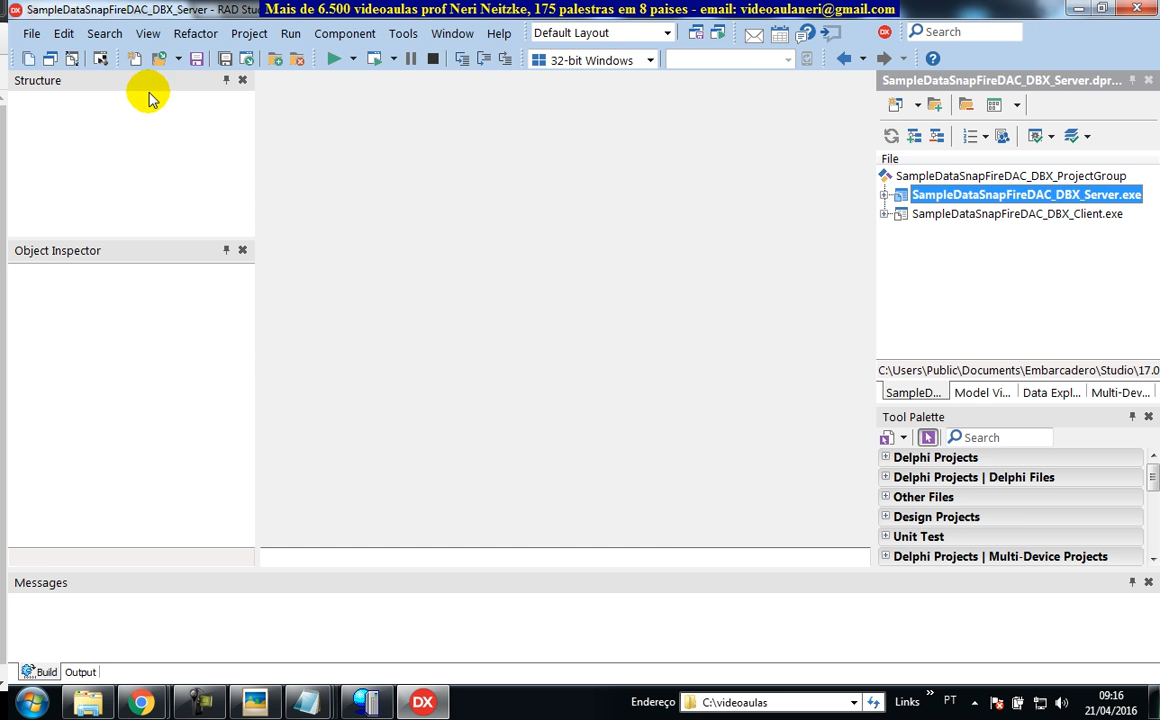 SampleDataSnapFireDAC_DBX_Server - RAD Stu
Mais de 6.500 videoaulas prof Neri Neitzke, 175 palestras em 8 paises - email: videoaulaneri@gmail.com
File Edit Search View Refactor Project Run Component Tools Window Help
Default Layout
DX
Search
32-bit Windows
Structure
SampleDataSnapFireDAC_DBX_Server.dpr...
File
SampleDataSnapFireDAC_DBX_ProjectGroup
SampleDataSnapFireDAC_DBX_Server.exe
SampleDataSnapFireDAC_DBX_Client.exe
Object Inspector
C:\Users\Public\Documents\Embarcadero\Studio\17.0
SampleD... Model Vi... Data Expl... Multi-Dev...
Tool Palette
Search
Delphi Projects
Delphi Projects | Delphi Files
Other Files
Design Projects
Unit Test
Delphi Projects | Multi-Device Projects
Messages
Build Output
DX
Endereço C:\videoaulas Links » PT
09:16
21/04/2016